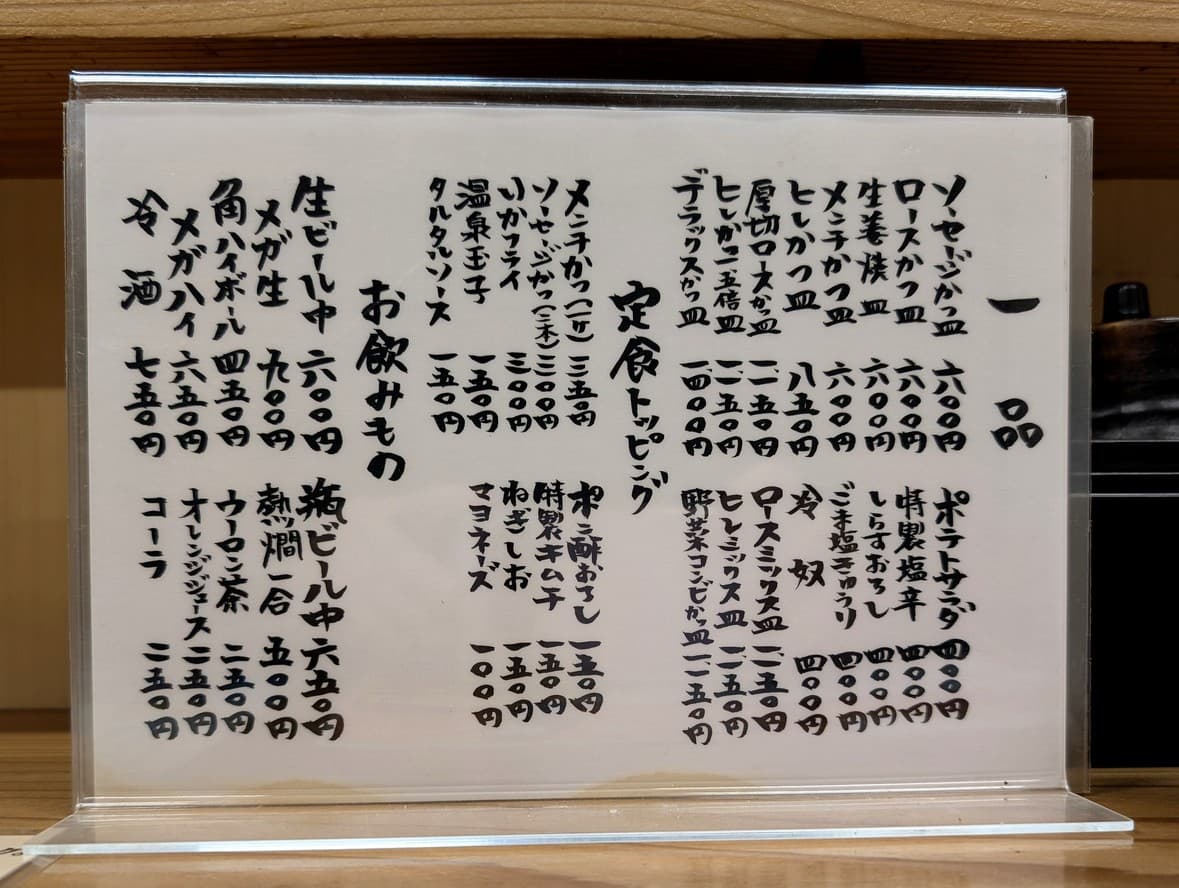 一品
ソーセージかつ皿 六〇〇円
ロースかつ皿 六〇〇円
生姜焼皿 六〇〇円
メンチかつ皿 六〇〇円
ヒレかつ皿 八五〇円
厚切ロースかつ皿 一、一五〇円
ヒレかつ一、五倍皿 一、一五〇円
デラックスかつ皿 一、四〇〇円
ポテトサラダ 四〇〇円
特製塩辛 四〇〇円
しらすおろし 四〇〇円
ごま塩きゅうり 四〇〇円
冷奴 四〇〇円
ロースミックス皿 一、一五〇円
ヒレミックス皿 一、一五〇円
野菜コンビかつ皿 一、一五〇円
定食トッピング
メンチかつ(一ケ) 三五〇円
ソーセージかつ(二本) 三〇〇円
いかフライ 三〇〇円
温泉玉子 一五〇円
タルタルソース 一五〇円
ポン酢おろし 一五〇円
特製キムチ 一五〇円
ねぎしお 一五〇円
マヨネーズ 一〇〇円
お飲みもの
生ビール中 六〇〇円
メガ生 九〇〇円
角ハイボール 四五〇円
メガハイ 六五〇円
冷酒 七五〇円
瓶ビール中 六五〇円
熱燗一合 五〇〇円
ウーロン茶 二五〇円
オレンジジュース 二五〇円
コーラ 二五〇円